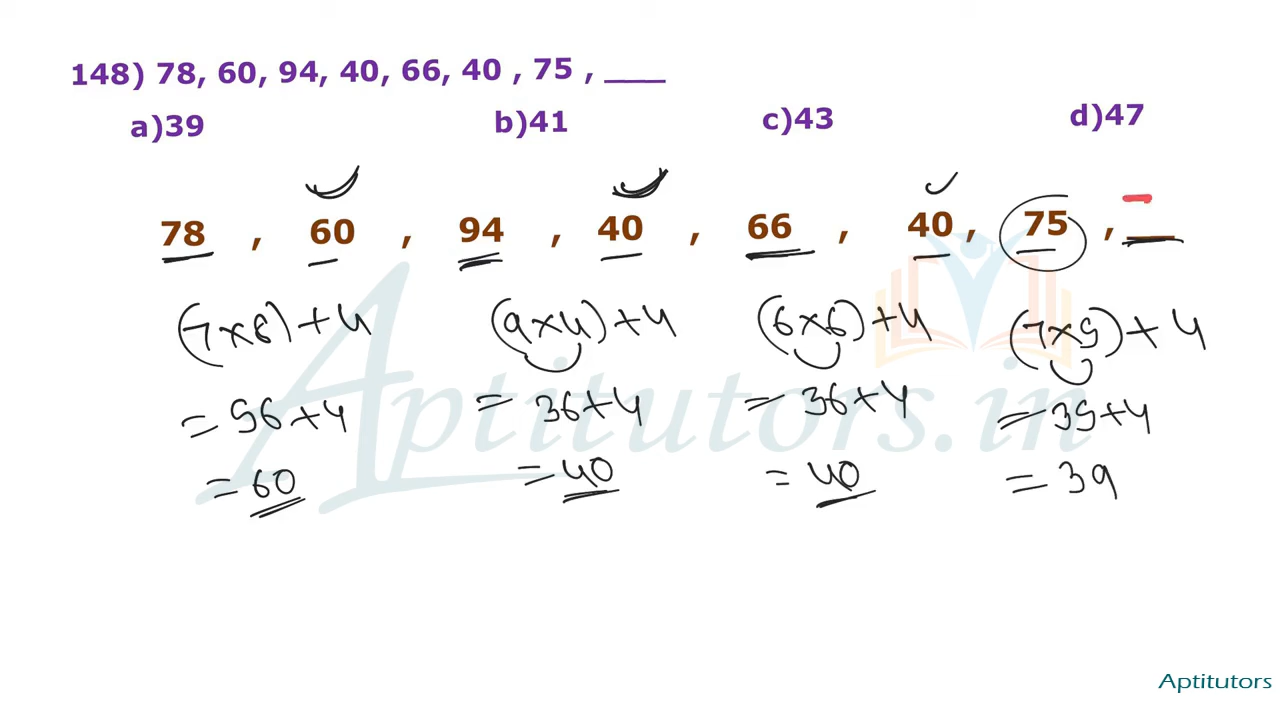 148) 78, 60, 94, 40, 66, 40 , 75 , ____
a)39 b)41 c)43 d)47
78 , 60 , 94 , 40 , 66 , 40 , 75 , __
(7×8)+4 (9×4)+4 (6×6)+4 (7×5)+4
=56+4 =36+4 =36+4 =35+4
=60 =40 =40 =39
Aptitutors.in
Aptitutors